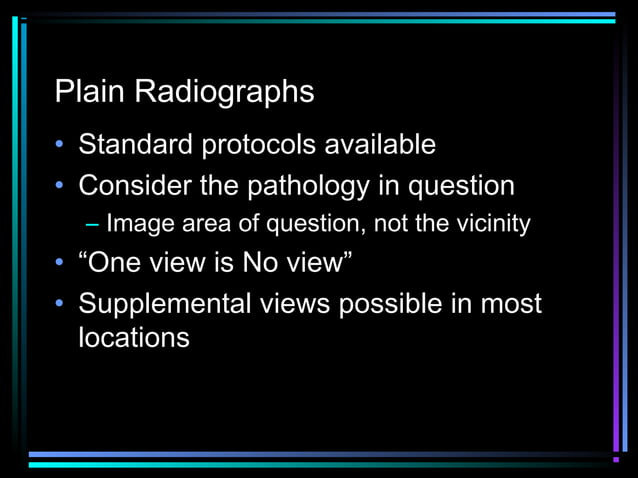 Plain Radiographs
• Standard protocols available
• Consider the pathology in question
– Image area of question, not the vicinity
• “One view is No view”
• Supplemental views possible in most
locations